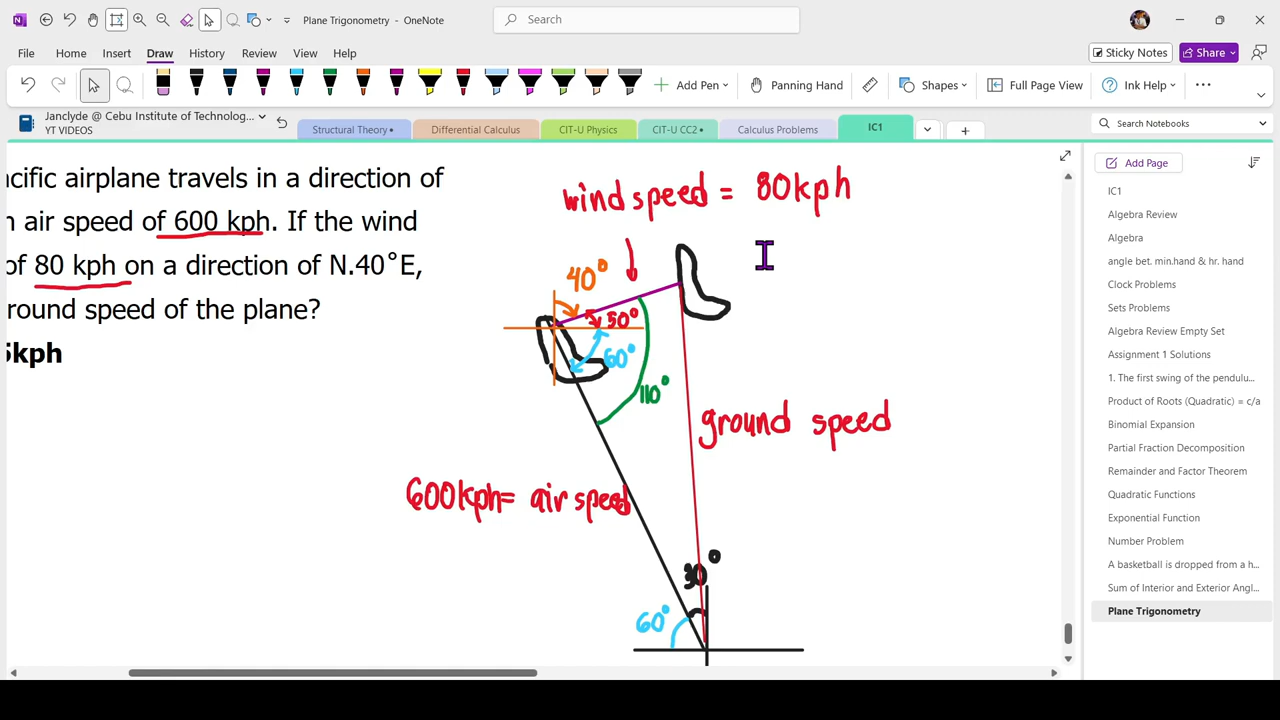 Plane Trigonometry - OneNote
Search
File Home Insert Draw History Review View Help
Sticky Notes
Share
Add Pen
Panning Hand
Shapes
Full Page View
Ink Help
Janclyde @ Cebu Institute of Technolog...
YT VIDEOS
Structural Theory
Differential Calculus
CIT-U Physics
CIT-U CC2
Calculus Problems
IC1
Search Notebooks
Add Page
IC1
Algebra Review
Algebra
angle bet. min.hand & hr. hand
Clock Problems
Sets Problems
Algebra Review Empty Set
Assignment 1 Solutions
1. The first swing of the pendulu...
Product of Roots (Quadratic) = c/a
Binomial Expansion
Partial Fraction Decomposition
Remainder and Factor Theorem
Quadratic Functions
Exponential Function
Number Problem
A basketball is dropped from a h...
Sum of Interior and Exterior Angl...
Plane Trigonometry
acific airplane travels in a direction of
n air speed of 600 kph. If the wind
of 80 kph on a direction of N.40°E,
round speed of the plane?
5kph
wind speed = 80kph
40°
50°
60°
110°
ground speed
600kph= air speed
30°
60°